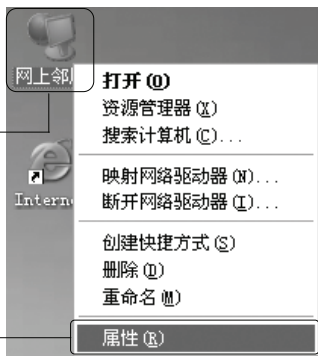 网上邻
打开(O)
资源管理器(X)
搜索计算机(C)...
映射网络驱动器(N)...
断开网络驱动器(I)...
Intern
创建快捷方式(S)
删除(D)
重命名(M)
属性(R)